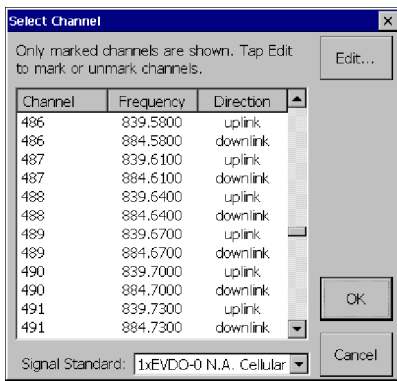 Select Channel
Only marked channels are shown. Tap Edit
to mark or unmark channels.
Edit...
Channel Frequency Direction
486 839.5800 uplink
486 884.5800 downlink
487 839.6100 uplink
487 884.6100 downlink
488 839.6400 uplink
488 884.6400 downlink
489 839.6700 uplink
489 884.6700 downlink
490 839.7000 uplink
490 884.7000 downlink
491 839.7300 uplink
491 884.7300 downlink
OK
Signal Standard: 1xEVDO-0 N.A. Cellular
Cancel